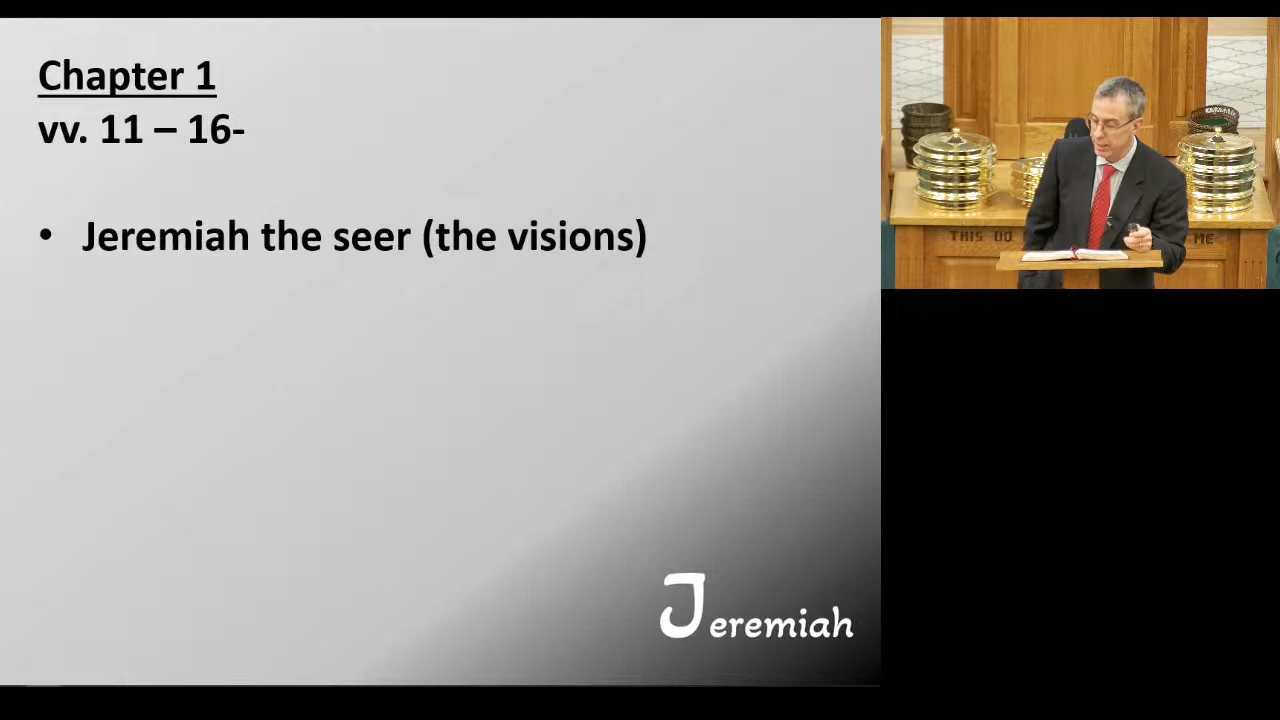 Chapter 1
vv. 11 – 16-
• Jeremiah the seer (the visions)
Jeremiah
THIS DO
ME